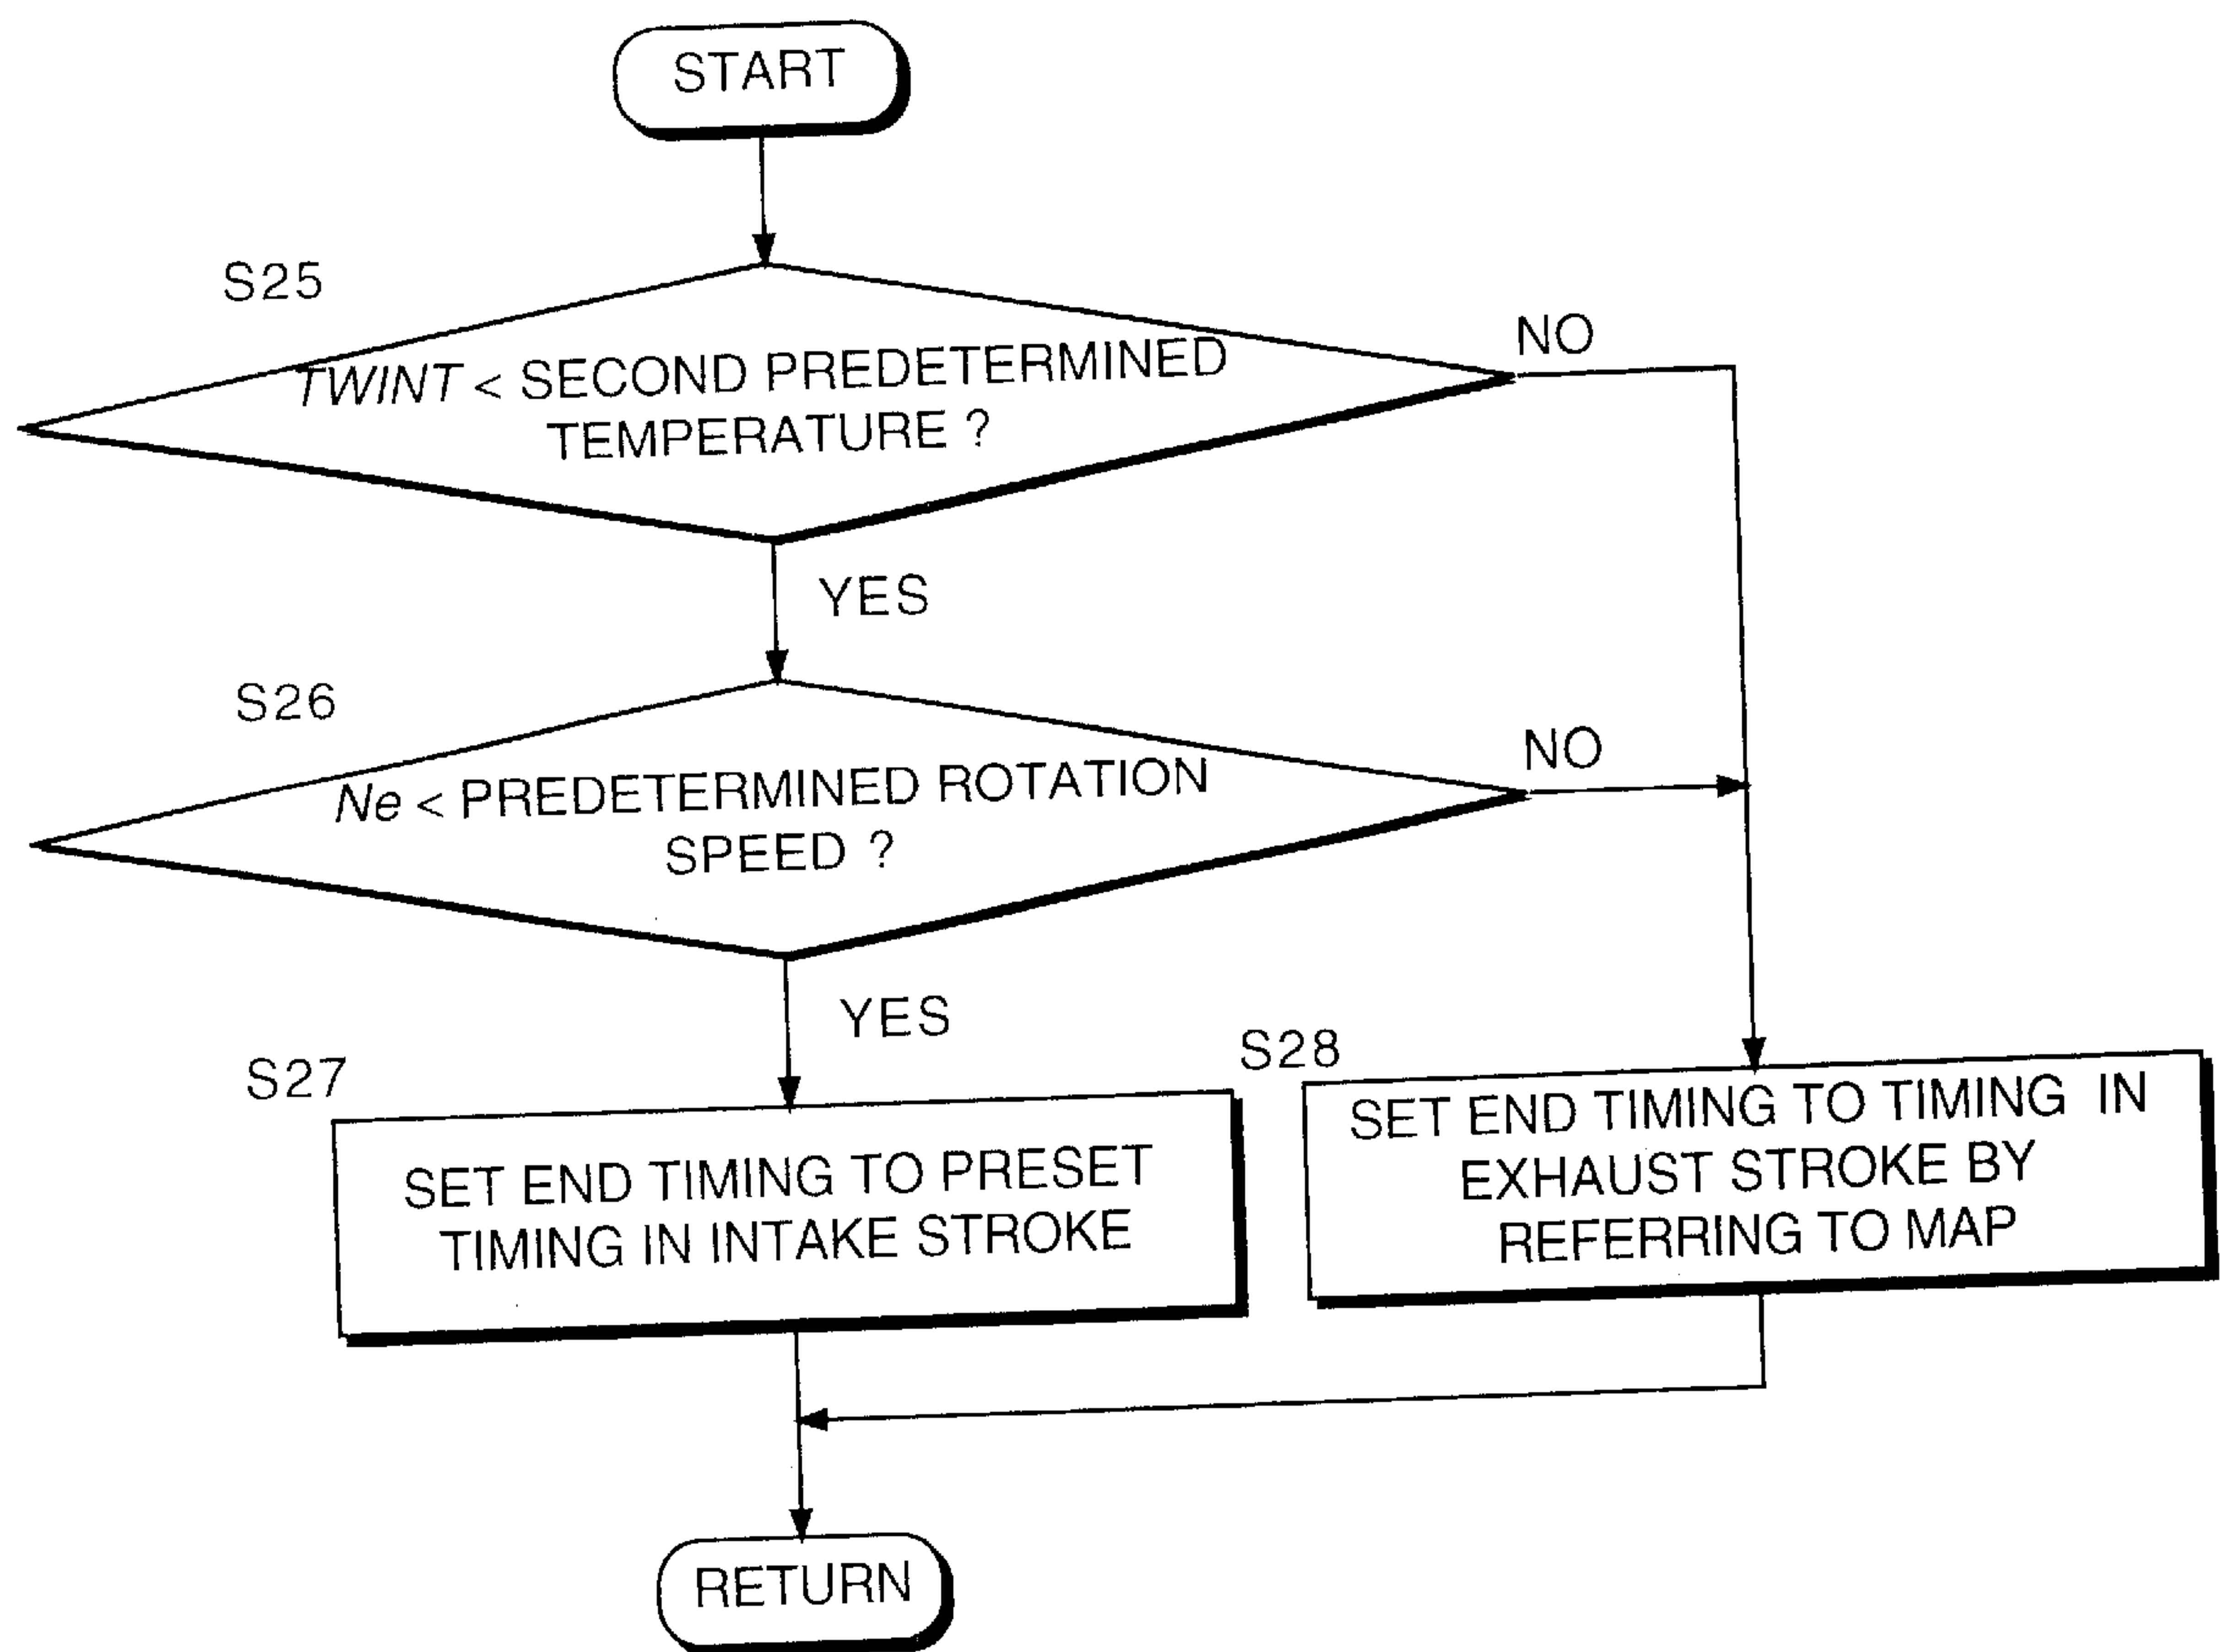 START
S25
TWINT < SECOND PREDETERMINED
TEMPERATURE ?
NO
YES
S26
Ne < PREDETERMINED ROTATION
SPEED ?
NO
YES
S27
SET END TIMING TO PRESET
TIMING IN INTAKE STROKE
S28
SET END TIMING TO TIMING IN
EXHAUST STROKE BY
REFERRING TO MAP
RETURN